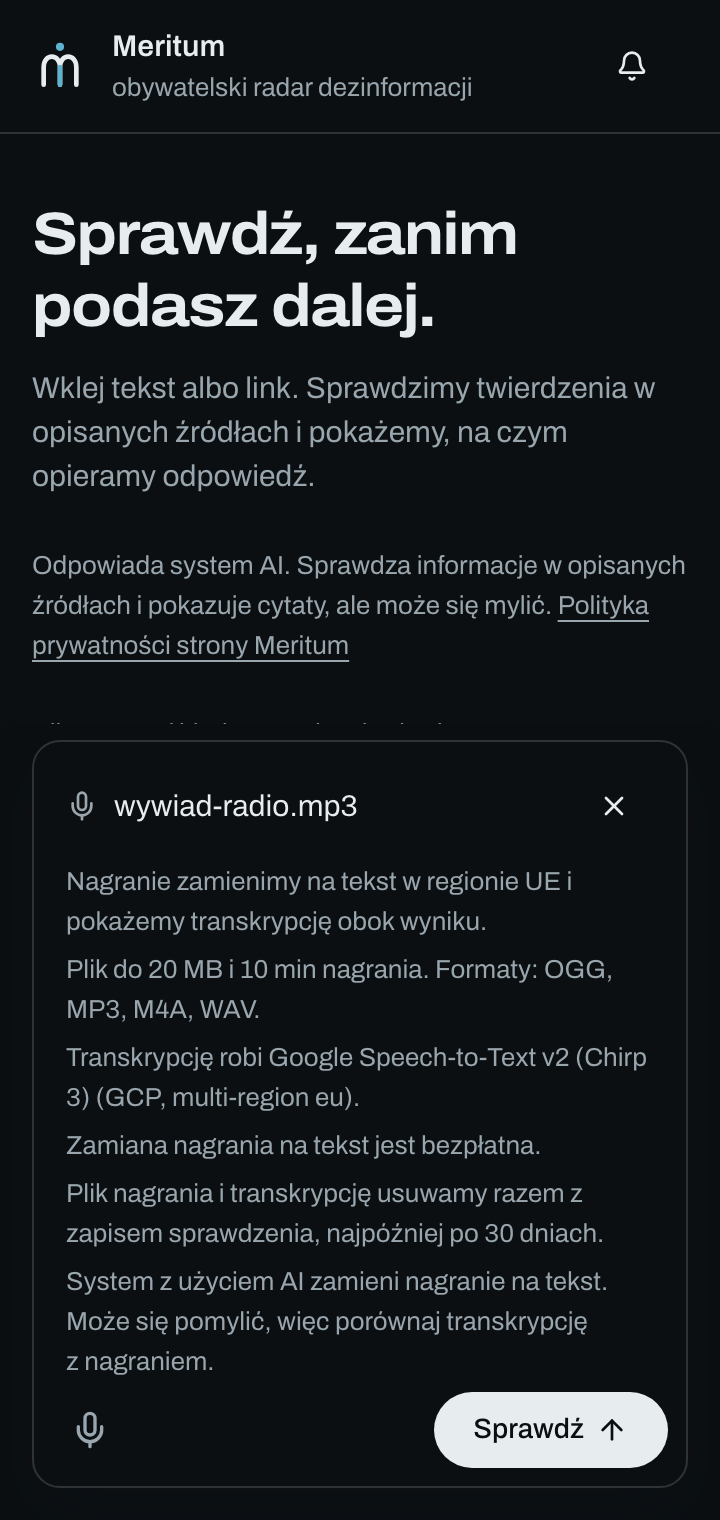 Meritum
obywatelski radar dezinformacji
Sprawdź, zanim
podasz dalej.
Wklej tekst albo link. Sprawdzimy twierdzenia w
opisanych źródłach i pokażemy, na czym
opieramy odpowiedź.
Odpowiada system AI. Sprawdza informacje w opisanych
źródłach i pokazuje cytaty, ale może się mylić. Polityka
prywatności strony Meritum
wywiad-radio.mp3
Nagranie zamienimy na tekst w regionie UE i
pokażemy transkrypcję obok wyniku.
Plik do 20 MB i 10 min nagrania. Formaty: OGG,
MP3, M4A, WAV.
Transkrypcję robi Google Speech-to-Text v2 (Chirp
3) (GCP, multi-region eu).
Zamiana nagrania na tekst jest bezpłatna.
Plik nagrania i transkrypcję usuwamy razem z
zapisem sprawdzenia, najpóźniej po 30 dniach.
System z użyciem AI zamieni nagranie na tekst.
Może się pomylić, więc porównaj transkrypcję
z nagraniem.
Sprawdź